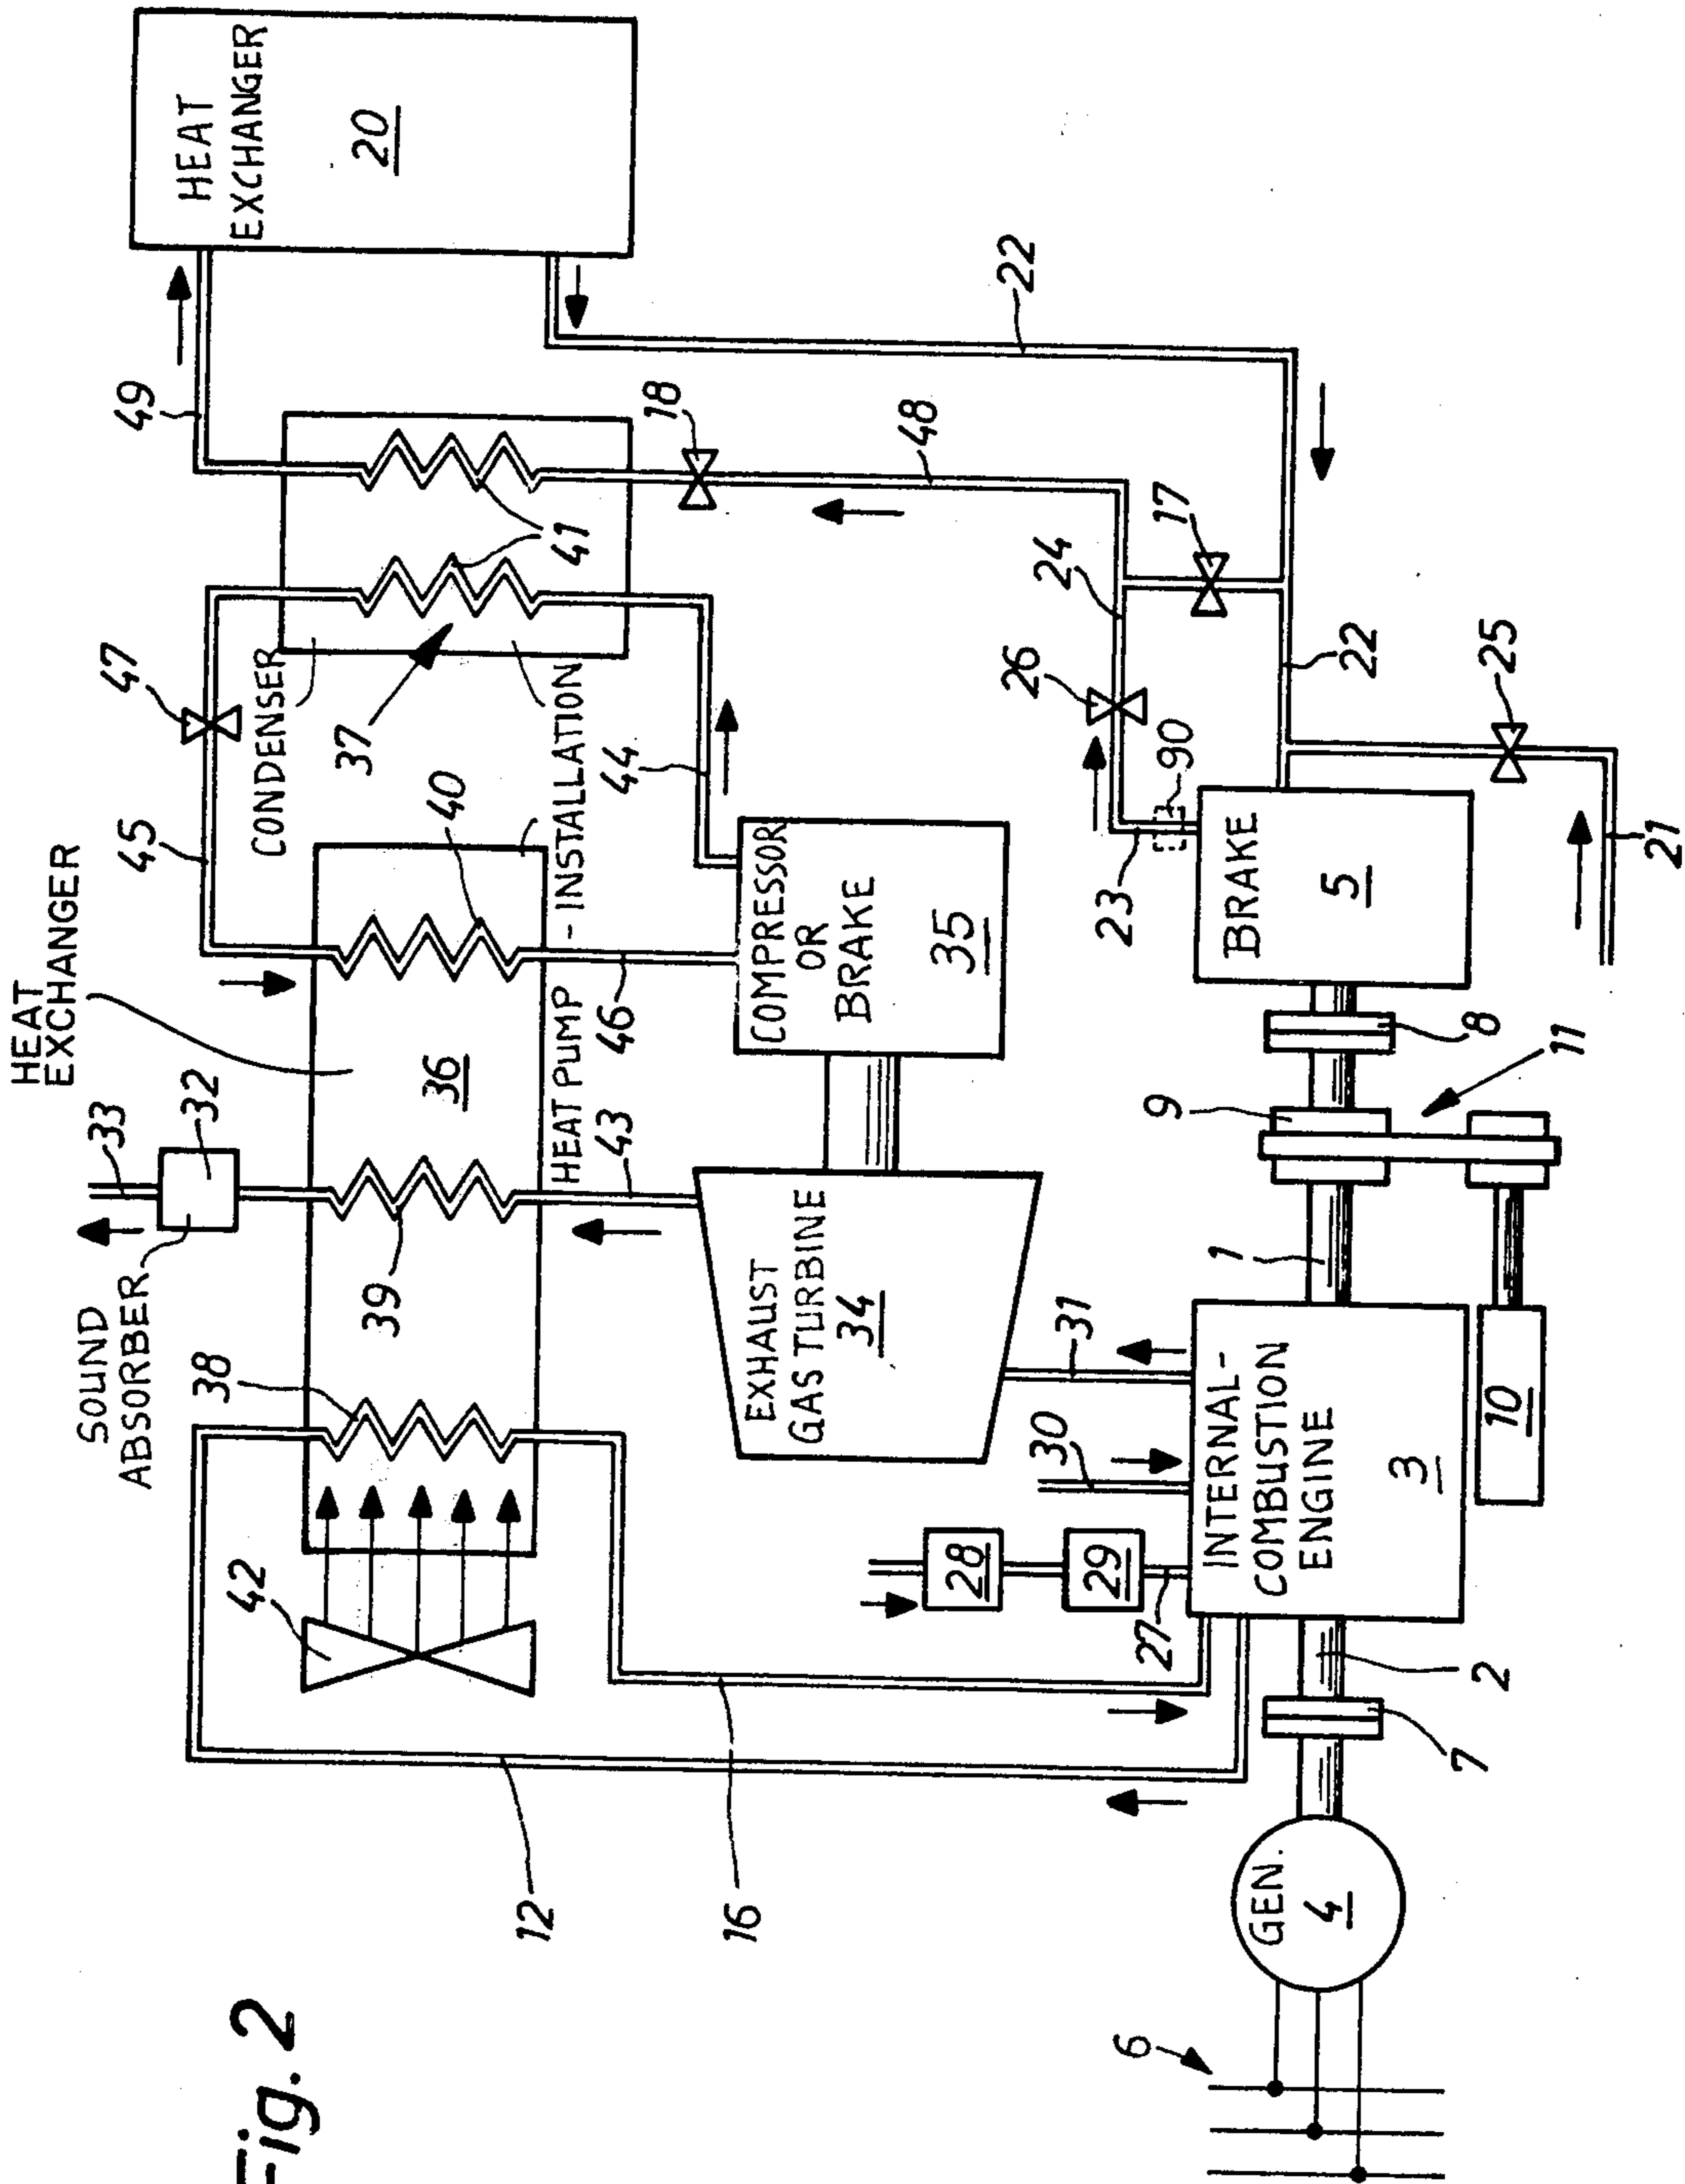 Fig. 2
HEAT
EXCHANGER
20
49
22
18
48
41
17
24
26
90
23
22
25
21
47
CONDENSER
37
HEAT PUMP - INSTALLATION
45
40
44
46
HEAT
EXCHANGER
36
33
32
SOUND
ABSORBER
39
38
43
42
12
16
COMPRESSOR
OR
BRAKE
35
EXHAUST
GAS TURBINE
34
31
30
28
29
27
INTERNAL-
COMBUSTION
ENGINE
3
BRAKE
5
8
11
9
1
10
2
7
GEN.
4
6